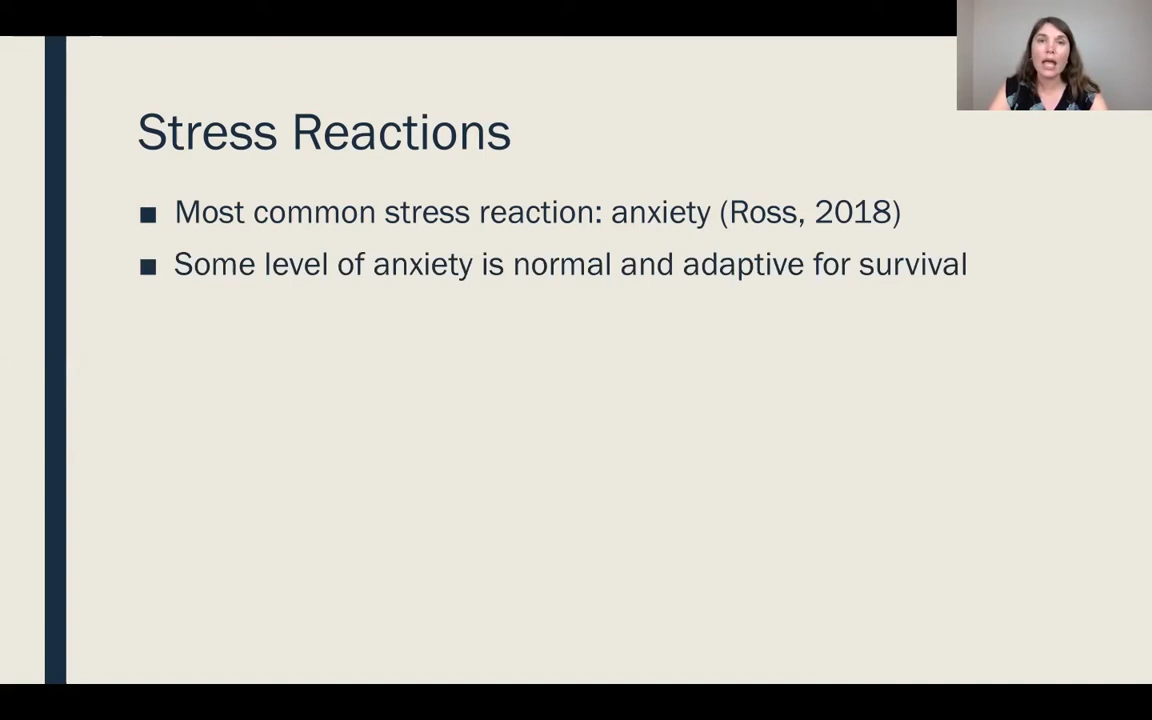 Stress Reactions
■ Most common stress reaction: anxiety (Ross, 2018)
■ Some level of anxiety is normal and adaptive for survival